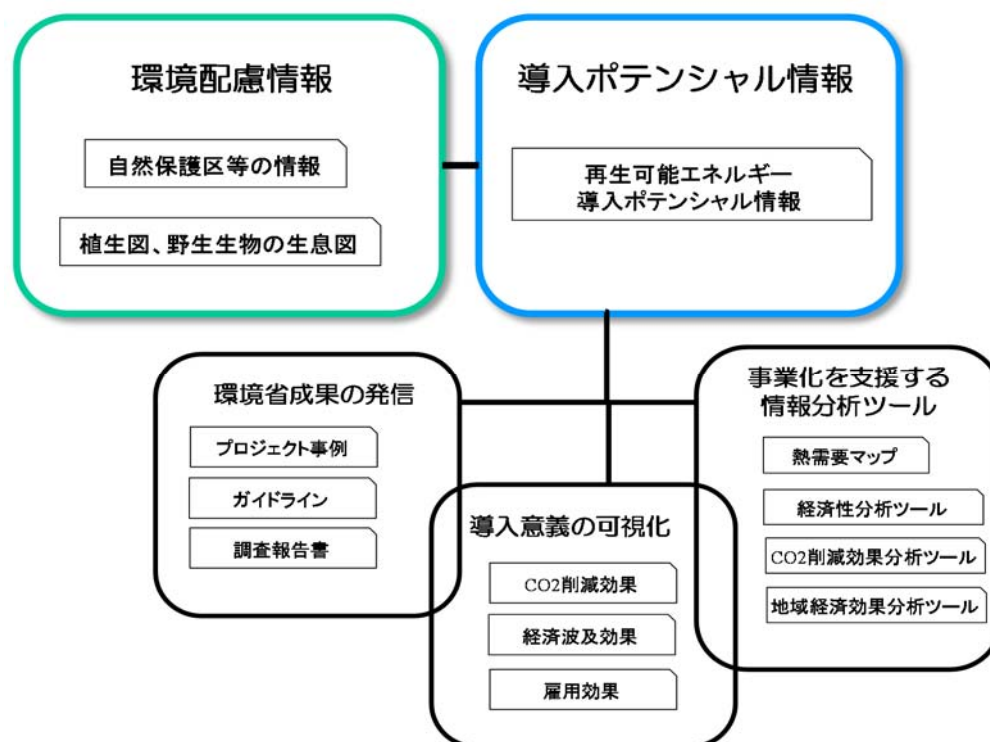 環境配慮情報
自然保護区等の情報
植生図、野生生物の生息図
導入ポテンシャル情報
再生可能エネルギー
導入ポテンシャル情報
環境省成果の発信
プロジェクト事例
ガイドライン
調査報告書
導入意義の可視化
CO2削減効果
経済波及効果
雇用効果
事業化を支援する
情報分析ツール
熱需要マップ
経済性分析ツール
CO2削減効果分析ツール
地域経済効果分析ツール